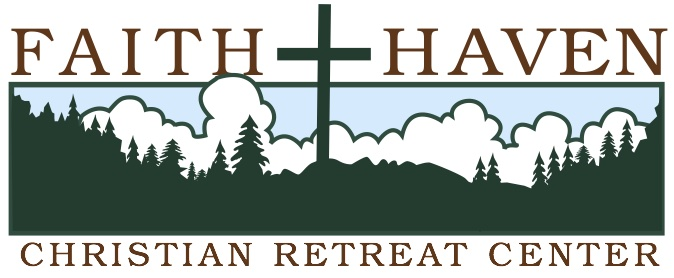 FAITH HAVEN
CHRISTIAN RETREAT CENTER